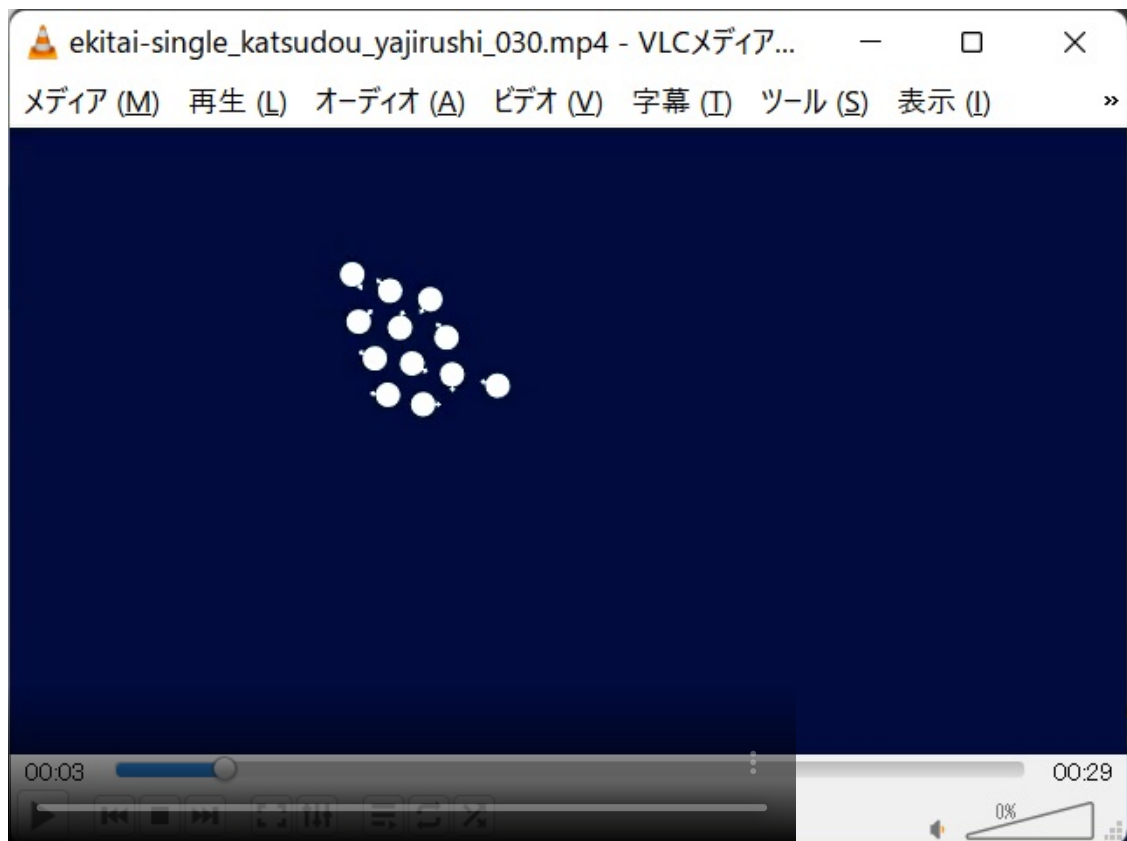 ekitai-single_katsudou_yajirushi_030.mp4 - VLCメディア...
メディア (M) 再生 (L) オーディオ (A) ビデオ (V) 字幕 (T) ツール (S) 表示 (I) »
00:03 00:29
0%